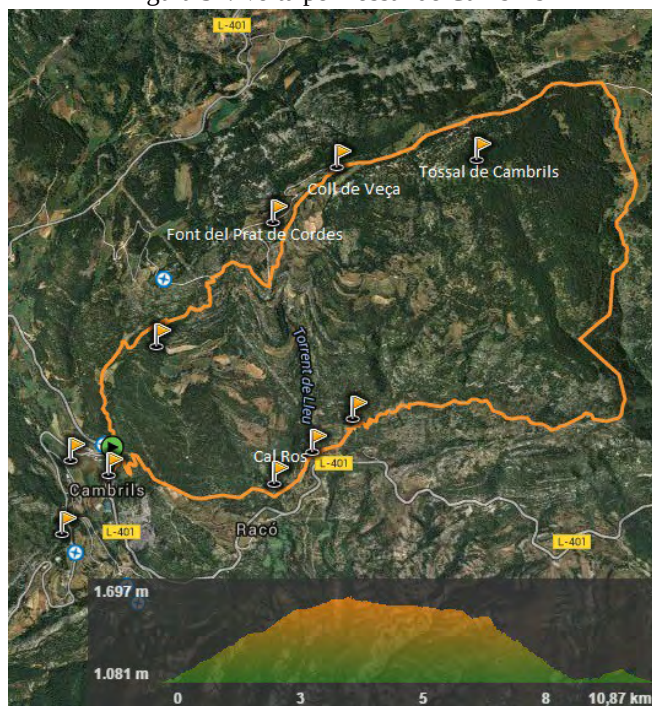 L-401
Tossal de Cambrils
Coll de Veça
Font del Prat de Cordes
Torrent de Lleu
Cal Ros
L-401
Cambrils
Racó
L-401
L-401
1.697 m
1.081 m
0
3
5
8
10,87 km